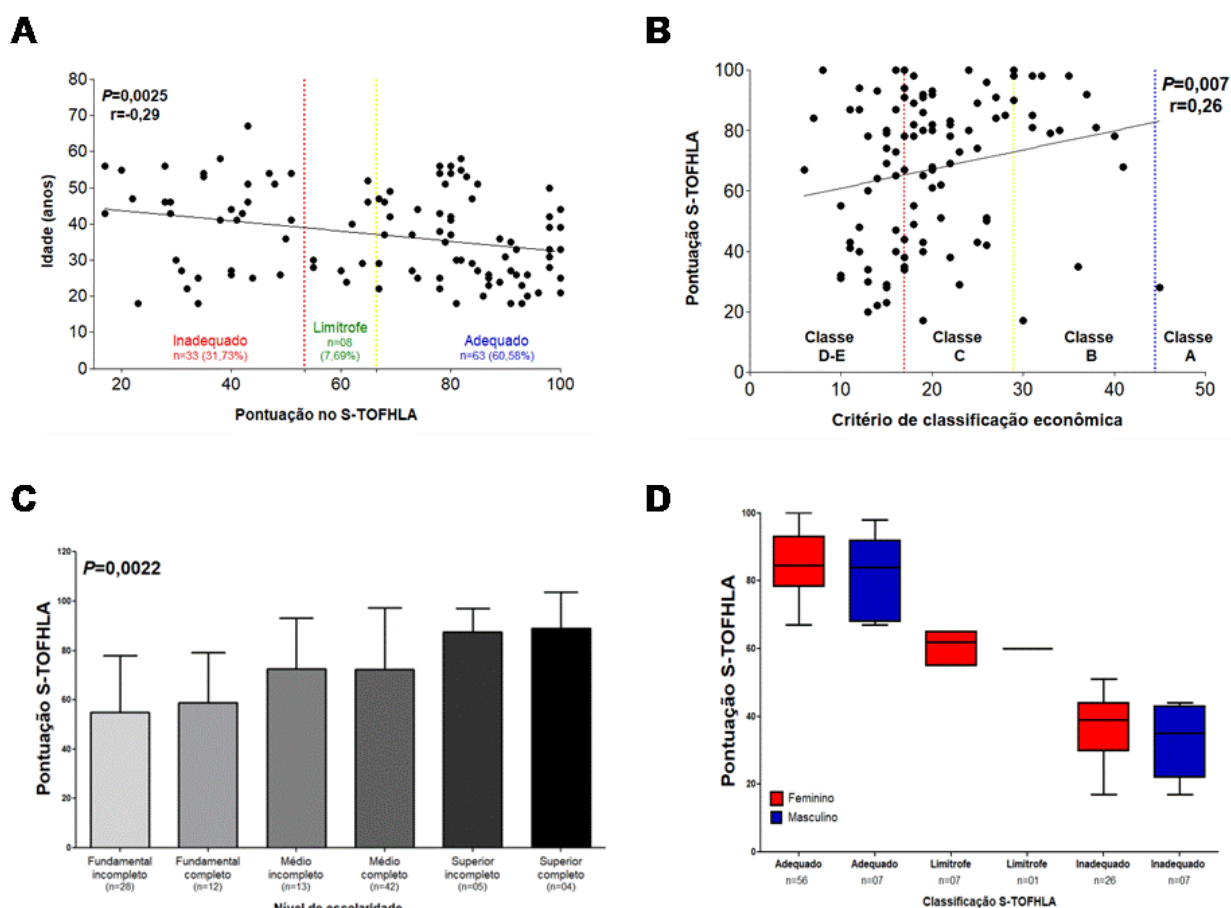 A
P=0,0025
r=-0,29
Idade (anos)
80
70
60
50
40
30
20
10
0
Inadequado
n=33 (31,73%)
Limítrofe
n=08
(7,69%)
Adequado
n=63 (60,58%)
20
40
60
80
100
Pontuação no S-TOFHLA
B
P=0,007
r=0,26
Pontuação S-TOFHLA
100
80
60
40
20
0
Classe
D-E
Classe
C
Classe
B
Classe
A
0
10
20
30
40
50
Critério de classificação econômica
C
P=0,0022
Pontuação S-TOFHLA
120
100
80
60
40
20
0
Fundamental
incompleto
(n=28)
Fundamental
completo
(n=12)
Médio
incompleto
(n=13)
Médio
completo
(n=42)
Superior
incompleto
(n=05)
Superior
completo
(n=04)
Nível de escolaridade
D
Pontuação S-TOFHLA
100
80
60
40
20
0
Feminino
Masculino
Adequado
n=56
Adequado
n=07
Limítrofe
n=07
Limítrofe
n=01
Inadequado
n=26
Inadequado
n=07
Classificação S-TOFHLA